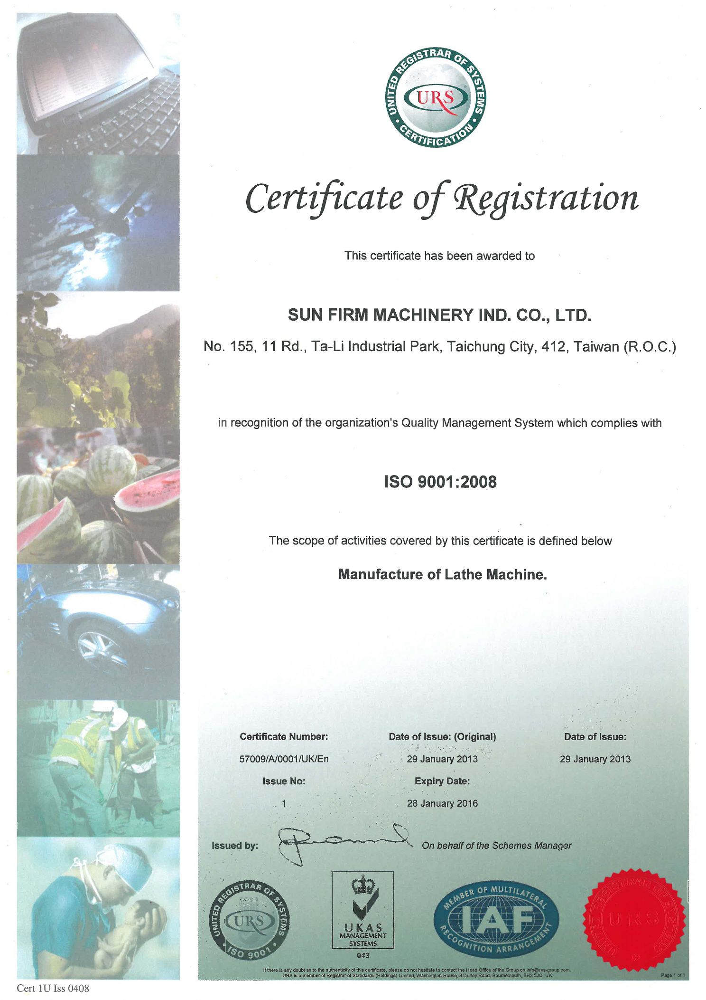 UNITED REGISTRAR OF SYSTEMS
URS
• CERTIFICATION •
Certificate of Registration
This certificate has been awarded to
SUN FIRM MACHINERY IND. CO., LTD.
No. 155, 11 Rd., Ta-Li Industrial Park, Taichung City, 412, Taiwan (R.O.C.)
in recognition of the organization's Quality Management System which complies with
ISO 9001:2008
The scope of activities covered by this certificate is defined below
Manufacture of Lathe Machine.
Certificate Number: Date of Issue: (Original) Date of Issue:
57009/A/0001/UK/En 29 January 2013 29 January 2013
Issue No: Expiry Date:
1 28 January 2016
Issued by: On behalf of the Schemes Manager
UNITED REGISTRAR OF SYSTEMS
URS
• ISO 9001 •
UKAS
MANAGEMENT
SYSTEMS
043
MEMBER OF MULTILATERAL
IAF
RECOGNITION ARRANGEMENT
UNITED REGISTRAR OF SYSTEMS
URS
If there is any doubt as to the authenticity of this certificate, please do not hesitate to contact the Head Office of the Group on info@ros-group.com.
URS is a member of Registrar of Standards (Holdings) Limited, Washington House, 3 Durley Road, Bournemouth, BH2 5JQ. UK
Page 1 of 1
Cert 1U Iss 0408